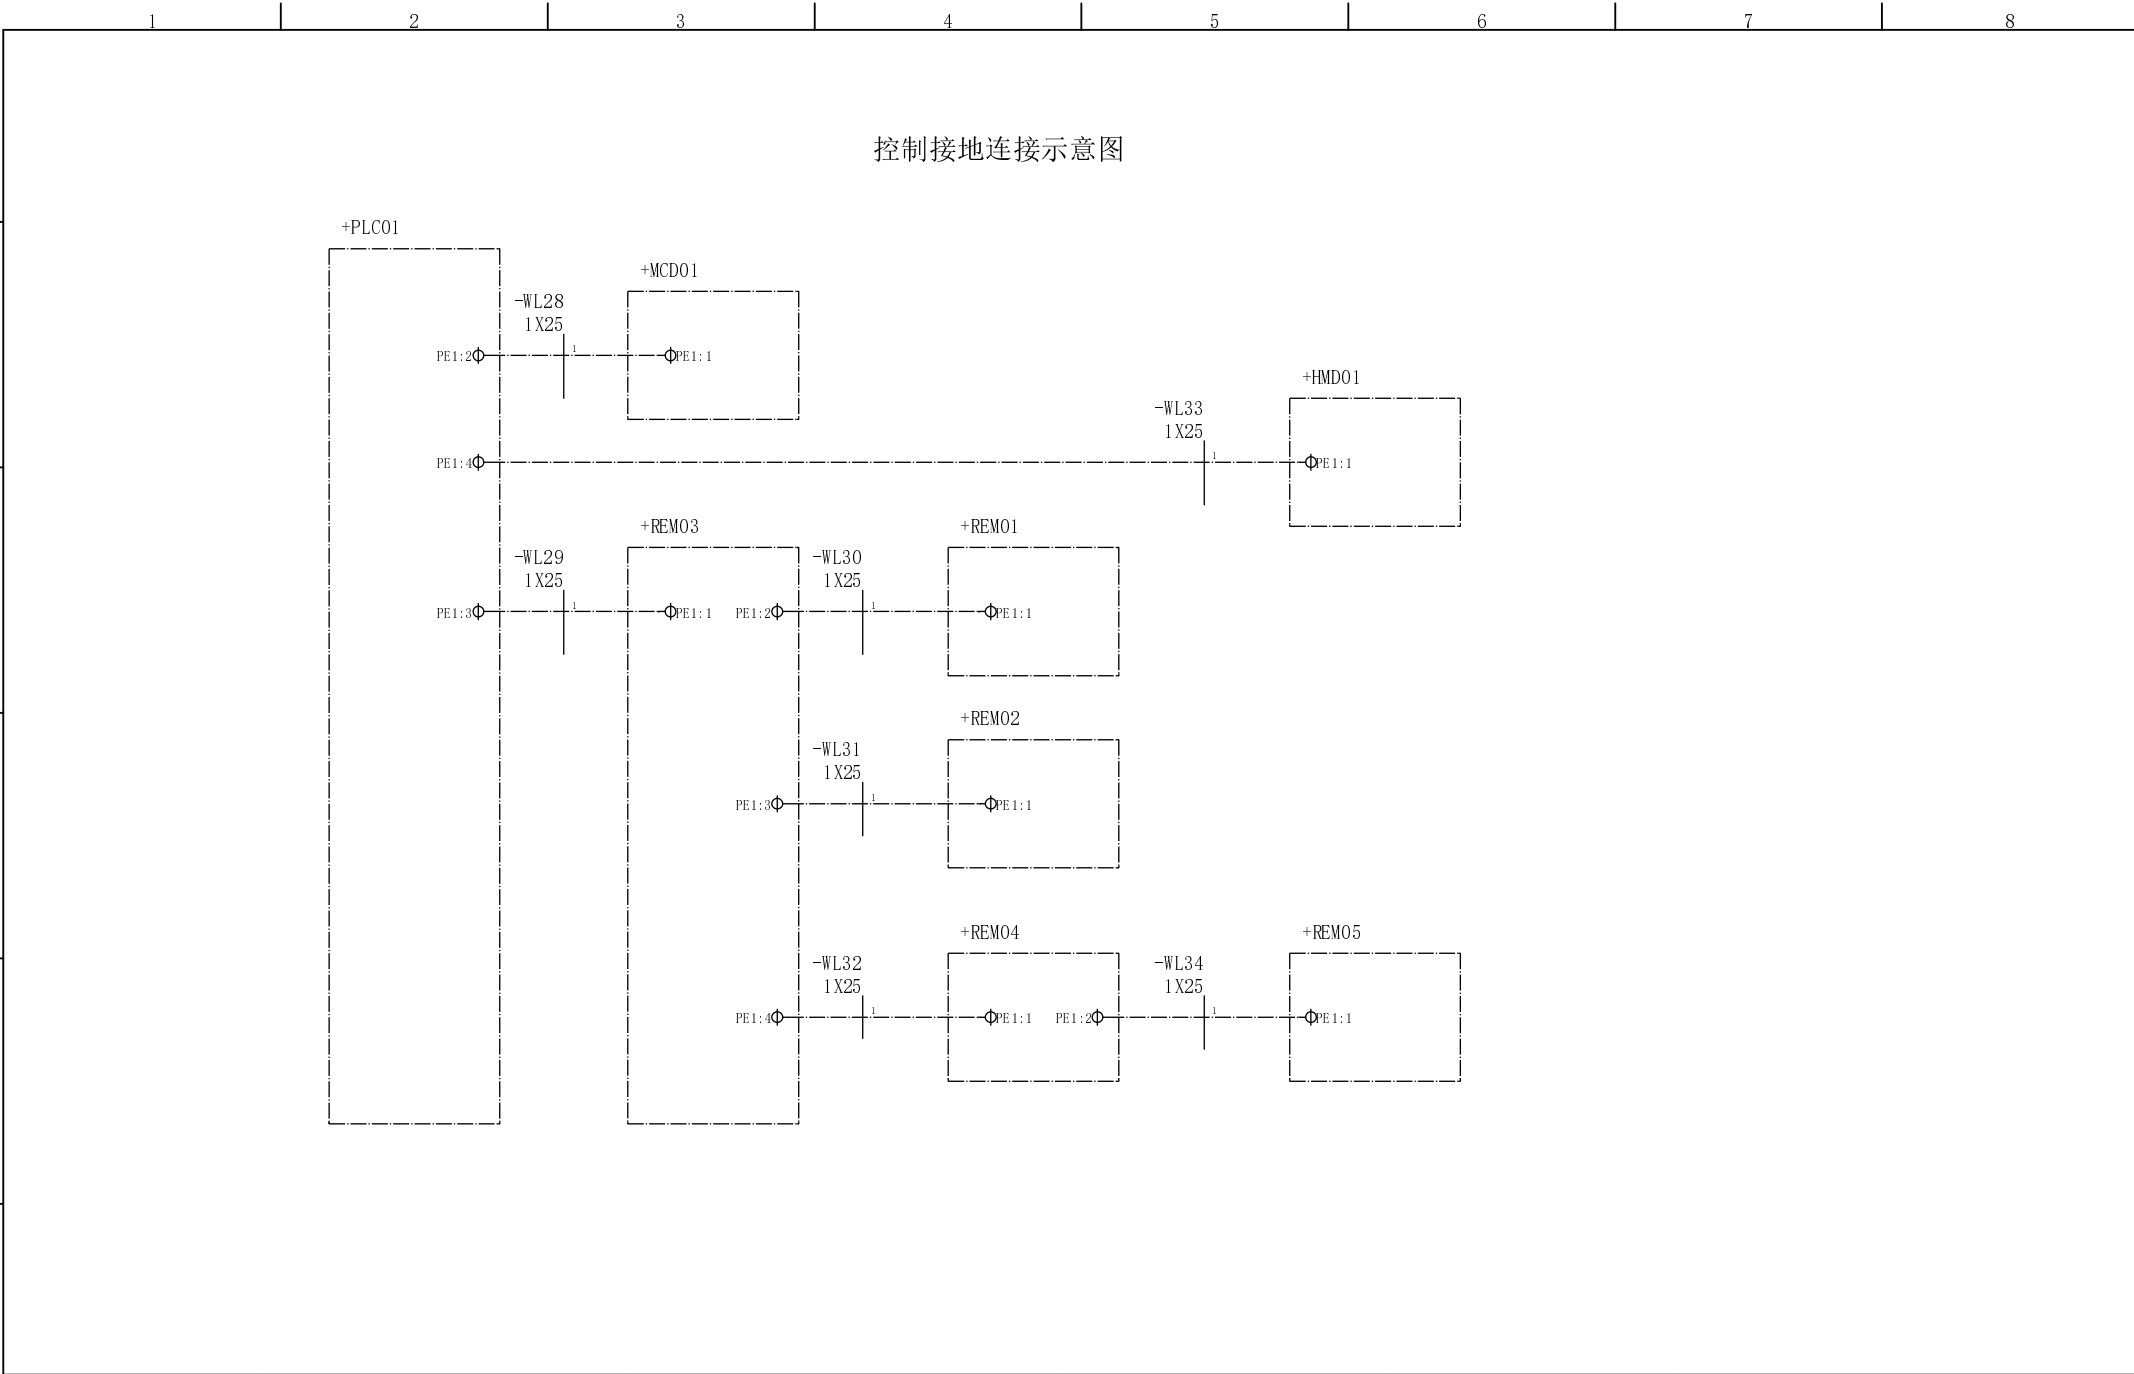 1 2 3 4 5 6 7 8
控制接地连接示意图
+PLC01
+MCD01
-WL28
1X25
PE1:2 1 PE1:1
+HMD01
-WL33
1X25
PE1:4 1 PE1:1
+REM03 +REM01
-WL29 -WL30
1X25 1X25
PE1:3 1 PE1:1 PE1:2 1 PE1:1
+REM02
-WL31
1X25
PE1:3 1 PE1:1
+REM04 +REM05
-WL32 -WL34
1X25 1X25
PE1:4 1 PE1:1 PE1:2 1 PE1:1